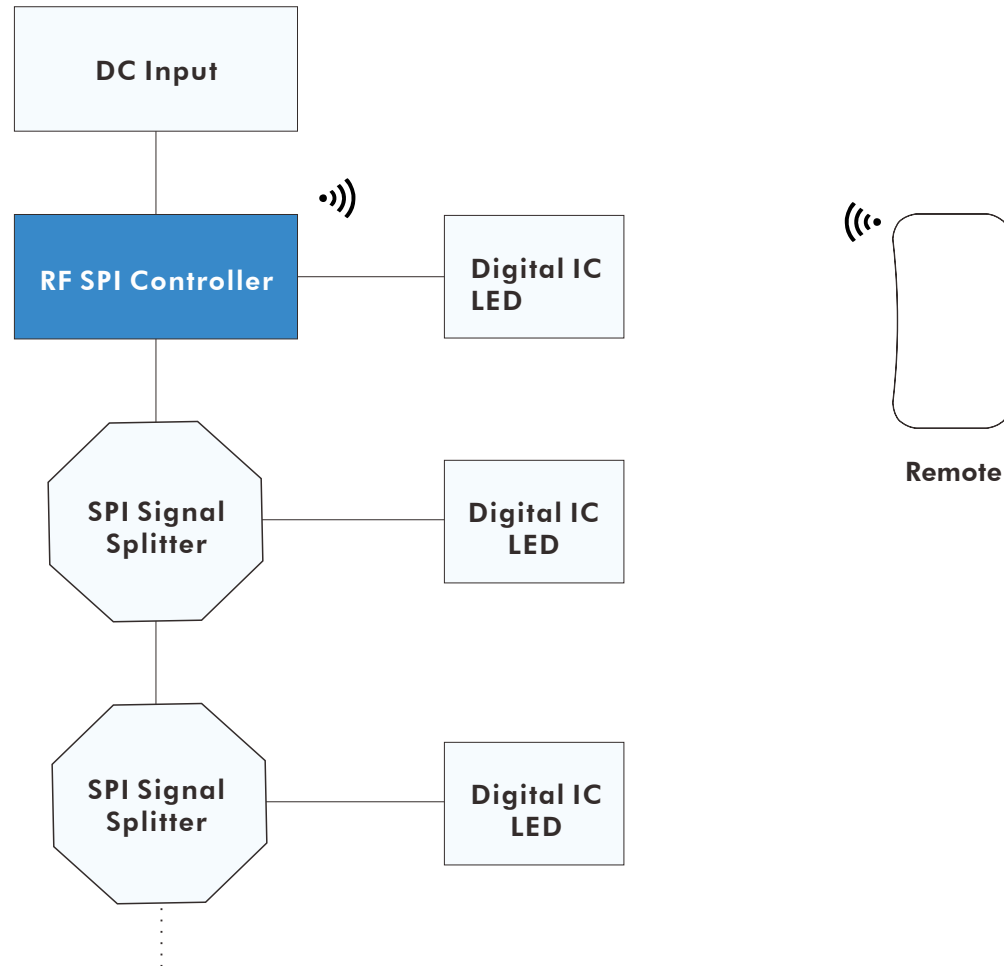 DC Input
RF SPI Controller
Digital IC
LED
Remote
SPI Signal
Splitter
Digital IC
LED
SPI Signal
Splitter
Digital IC
LED